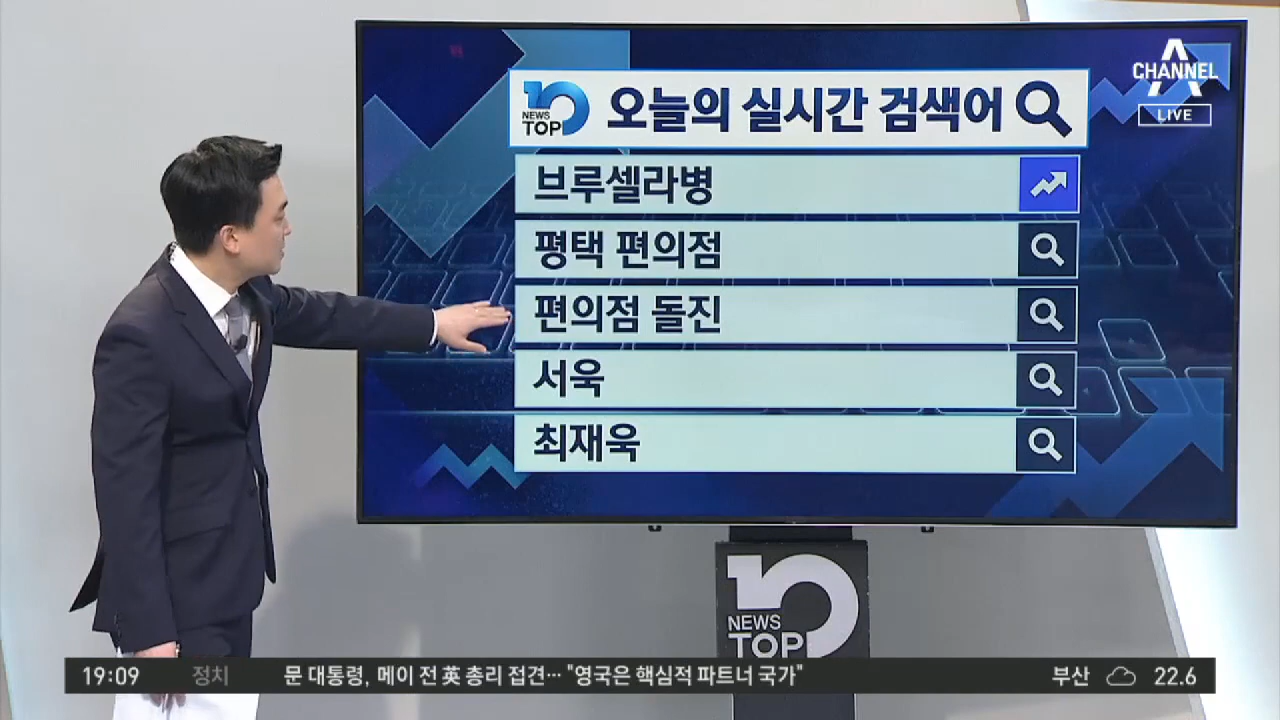 CHANNEL A
LIVE
10
NEWS
TOP
오늘의 실시간 검색어
브루셀라병
평택 편의점
편의점 돌진
서욱
최재욱
10
NEWS
TOP
19:09 정치 문 대통령, 메이 전 英 총리 접견… "영국은 핵심적 파트너 국가" 부산 22.6